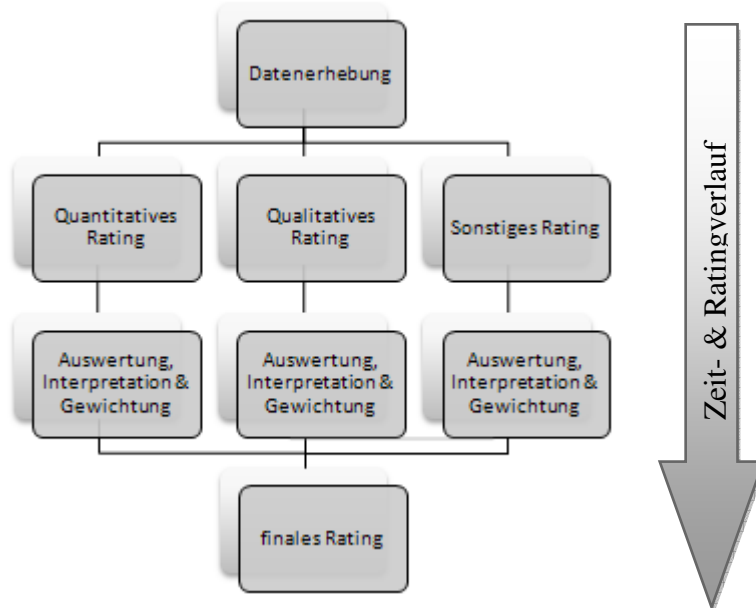 Datenerhebung
Quantitatives
Rating
Qualitatives
Rating
Sonstiges Rating
Auswertung,
Interpretation &
Gewichtung
Auswertung,
Interpretation &
Gewichtung
Auswertung,
Interpretation &
Gewichtung
finales Rating
Zeit- & Ratingverlauf